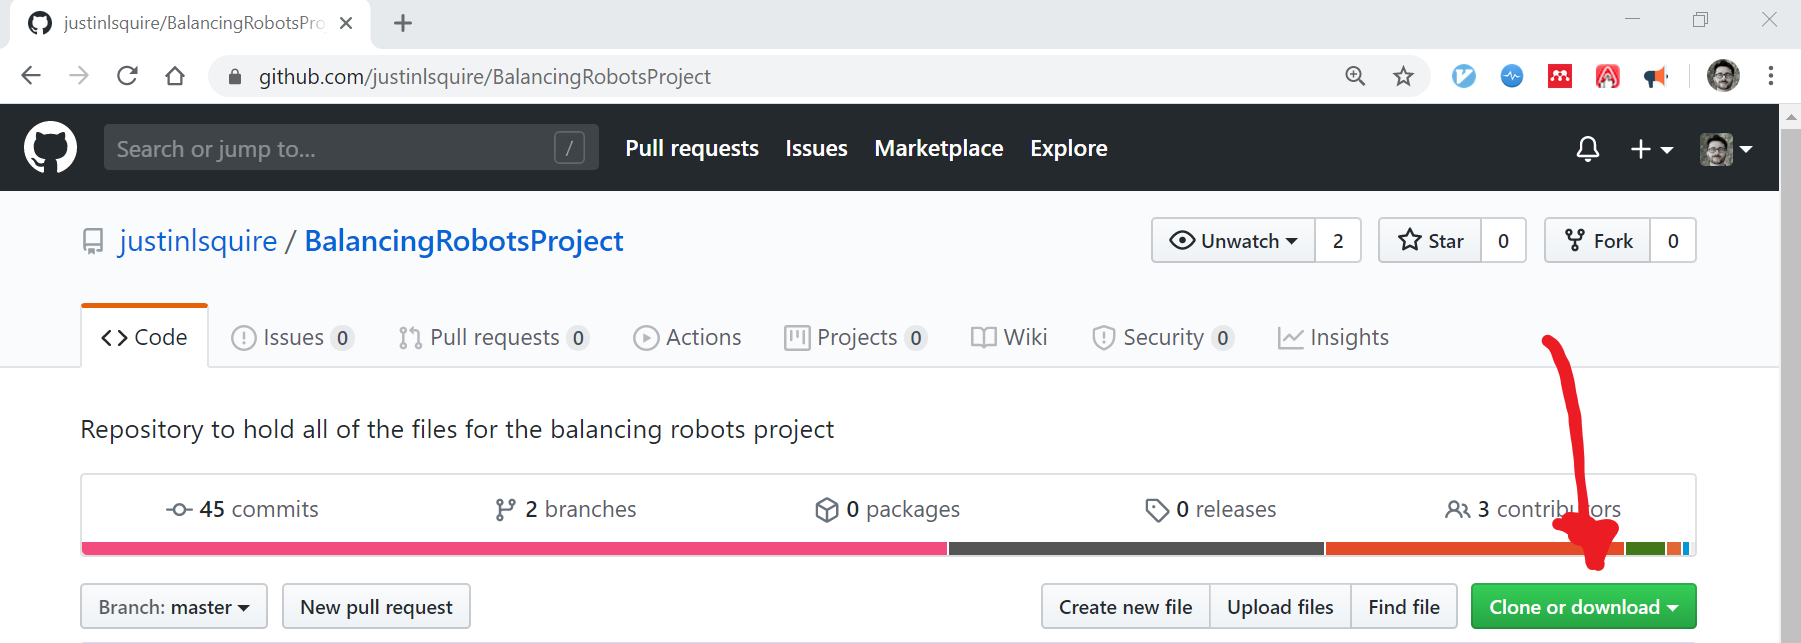 justinlsquire/BalancingRobotsPro
github.com/justinlsquire/BalancingRobotsProject
Search or jump to... / Pull requests Issues Marketplace Explore
justinlsquire / BalancingRobotsProject Unwatch 2 Star 0 Fork 0
Code Issues 0 Pull requests 0 Actions Projects 0 Wiki Security 0 Insights
Repository to hold all of the files for the balancing robots project
45 commits 2 branches 0 packages 0 releases 3 contributors
Branch: master New pull request Create new file Upload files Find file Clone or download